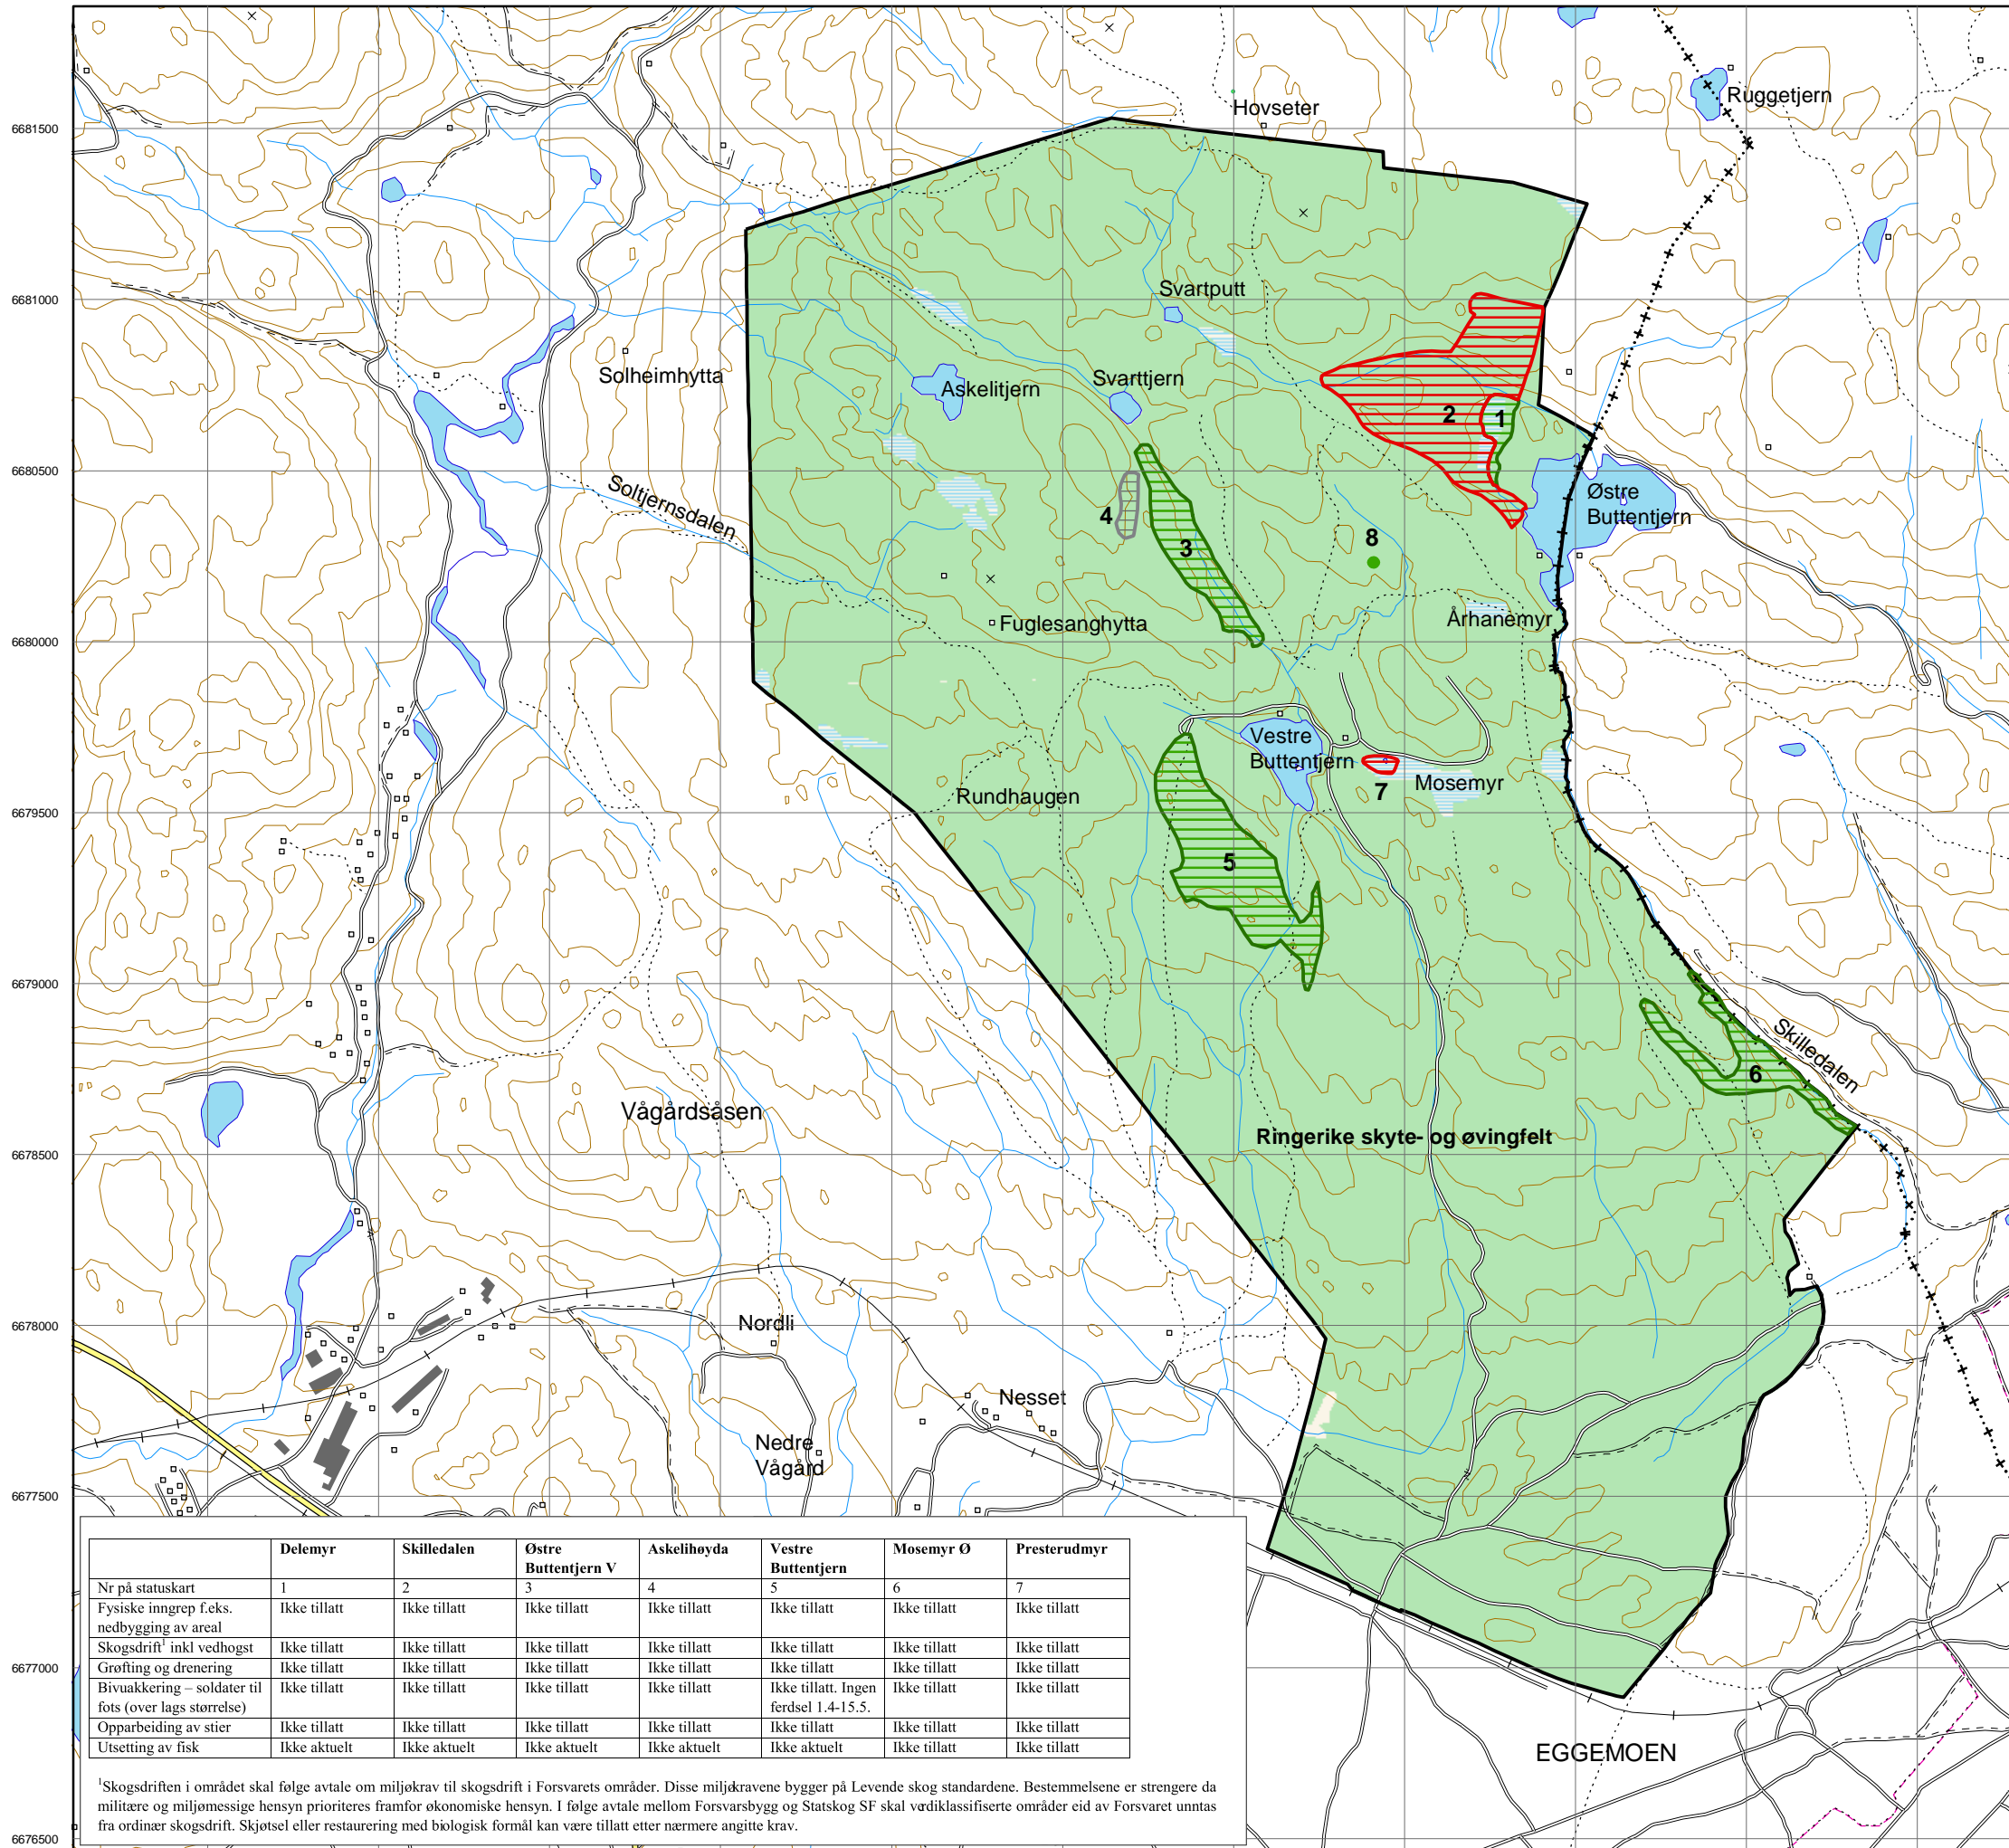 Hovseter
Ruggetjern
6681500
6681000
Svartputt
Solheimhytta
Askelitjern
Svarttjern
2
1
6680500
Soltjernsdalen
Østre
Buttentjern
4
3
8
Fuglesanghytta
Århanemyr
6680000
Vestre
Buttentjern
Rundhaugen
7
Mosemyr
6679500
5
6679000
Skilledalen
6
Vågårdsåsen
Ringerike skyte- og øvingfelt
6678500
Nordli
6678000
Nesset
Nedre
Vågård
6677500
Delemyr Skilledalen Østre Askelihøyda Vestre Mosemyr Ø Presterudmyr
Buttentjern V Buttentjern
Nr på statuskart 1 2 3 4 5 6 7
Fysiske inngrep f.eks. Ikke tillatt Ikke tillatt Ikke tillatt Ikke tillatt Ikke tillatt Ikke tillatt Ikke tillatt
nedbygging av areal
Skogsdrift¹ inkl vedhogst Ikke tillatt Ikke tillatt Ikke tillatt Ikke tillatt Ikke tillatt Ikke tillatt Ikke tillatt
Grøfting og drenering Ikke tillatt Ikke tillatt Ikke tillatt Ikke tillatt Ikke tillatt Ikke tillatt Ikke tillatt
6677000
Bivuakkering – soldater til Ikke tillatt Ikke tillatt Ikke tillatt Ikke tillatt Ikke tillatt. Ingen Ikke tillatt Ikke tillatt
fots (over lags størrelse) ferdsel 1.4-15.5.
Opparbeiding av stier Ikke tillatt Ikke tillatt Ikke tillatt Ikke tillatt Ikke tillatt Ikke tillatt Ikke tillatt
Utsetting av fisk Ikke aktuelt Ikke aktuelt Ikke aktuelt Ikke aktuelt Ikke aktuelt Ikke tillatt Ikke tillatt
EGGEMOEN
¹Skogsdriften i området skal følge avtale om miljøkrav til skogsdrift i Forsvarets områder. Disse miljøkravene bygger på Levende skog standardene. Bestemmelsene er strengere da
militære og miljømessige hensyn prioriteres framfor økonomiske hensyn. I følge avtale mellom Forsvarsbygg og Statskog SF skal verdiklassifiserte områder eid av Forsvaret unntas
fra ordinær skogsdrift. Skjøtsel eller restaurering med biologisk formål kan være tillatt etter nærmere angitte krav.
6676500